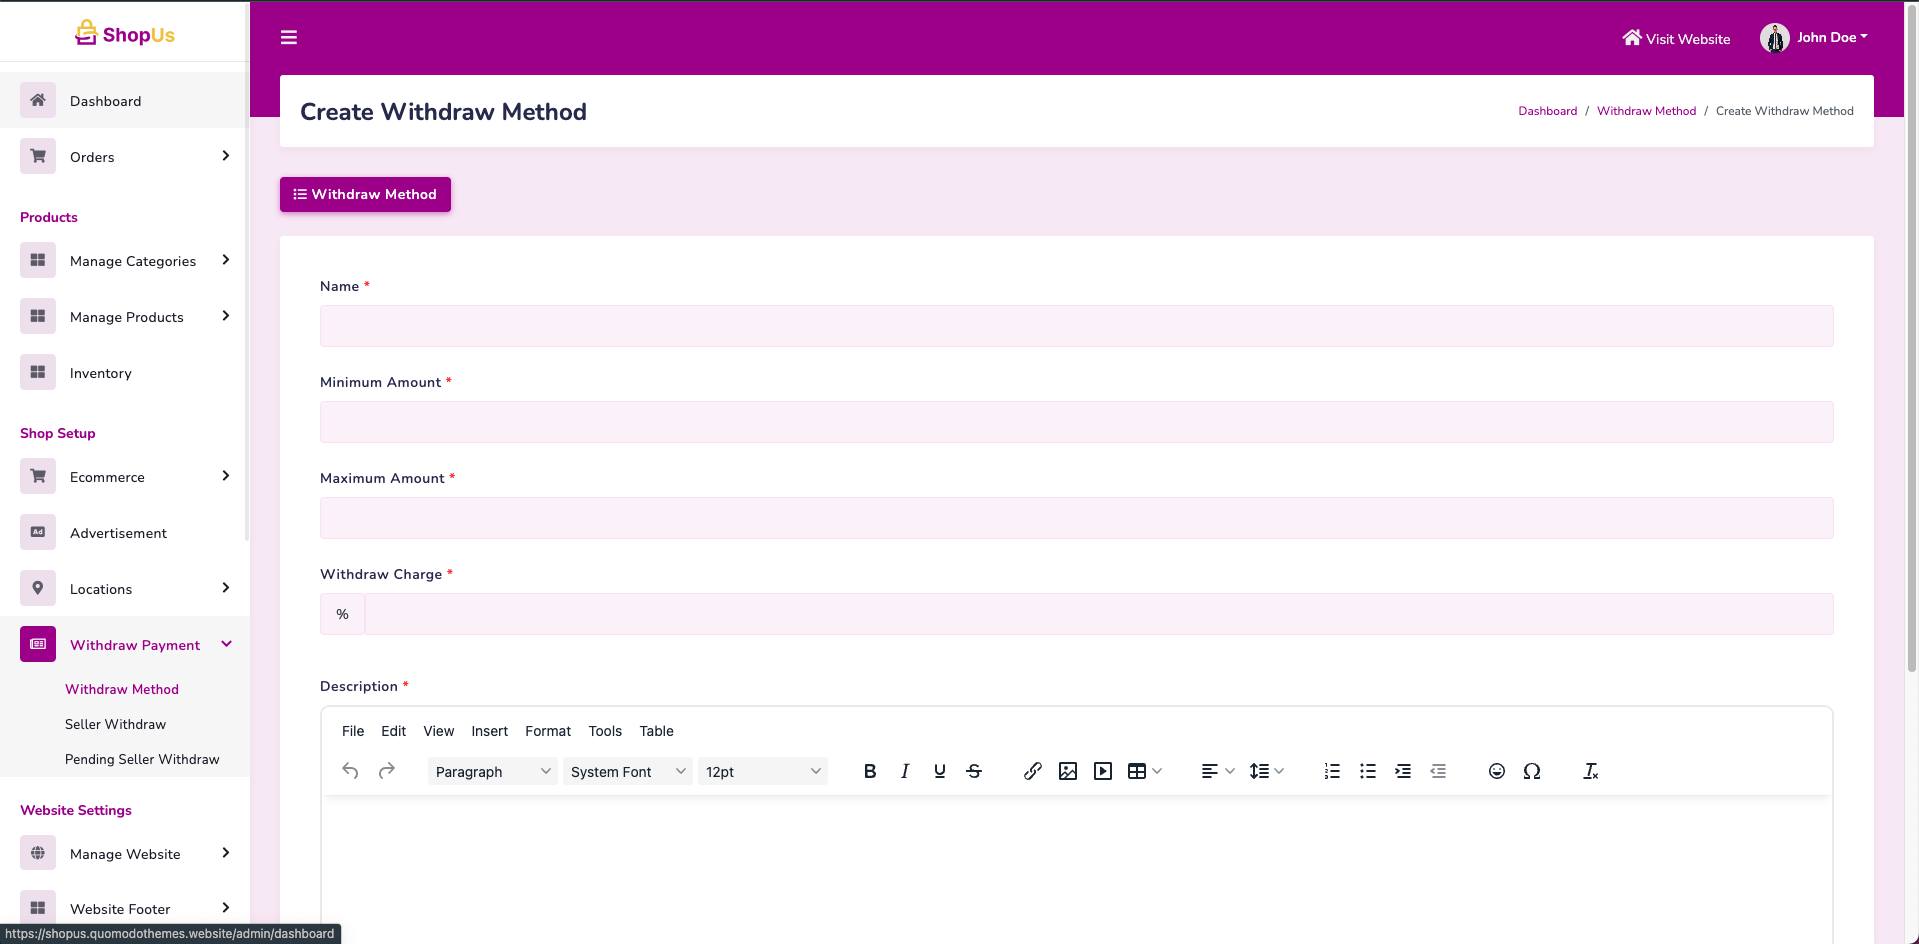 ShopUs
Visit Website
John Doe
Dashboard
Orders
Products
Manage Categories
Manage Products
Inventory
Shop Setup
Ecommerce
Ad
Advertisement
Locations
Withdraw Payment
Withdraw Method
Seller Withdraw
Pending Seller Withdraw
Website Settings
Manage Website
Website Footer
https://shopus.quomodothemes.website/admin/dashboard
Create Withdraw Method
Dashboard / Withdraw Method / Create Withdraw Method
Withdraw Method
Name *
Minimum Amount *
Maximum Amount *
Withdraw Charge *
%
Description *
File Edit View Insert Format Tools Table
Paragraph System Font 12pt